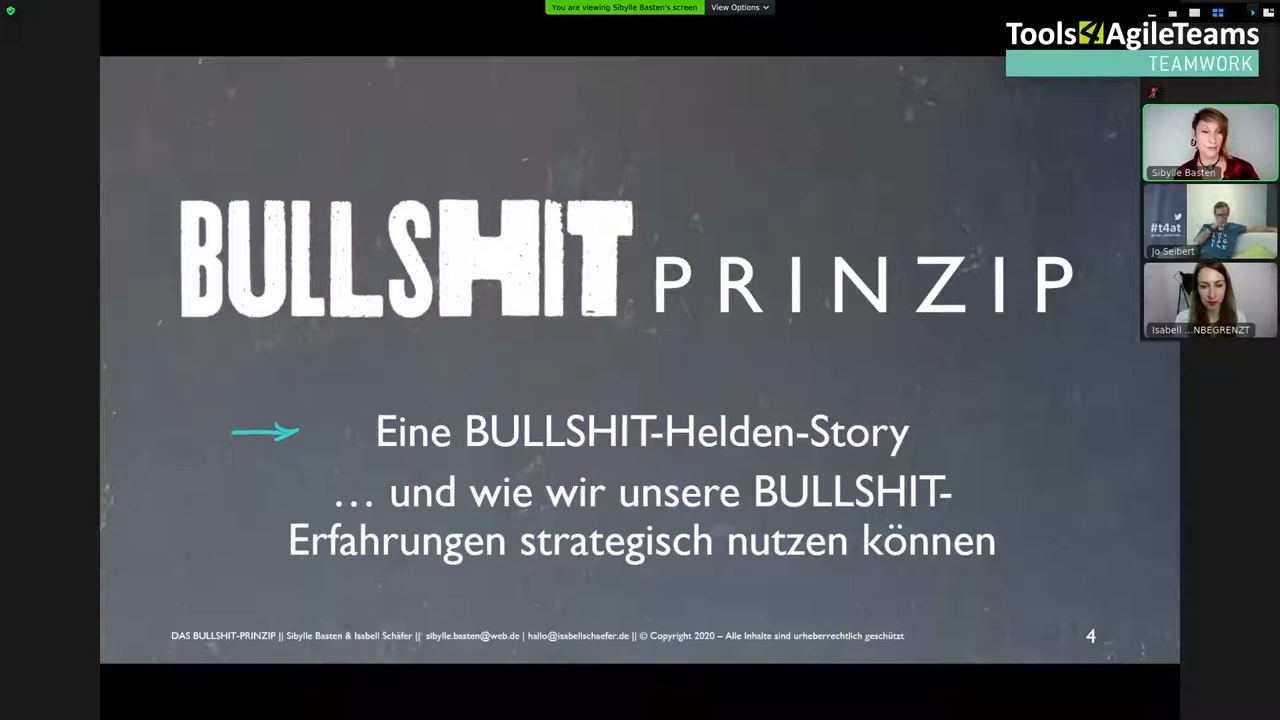 You are viewing Sibylle Basten's screen
View Options
Tools4AgileTeams
TEAMWORK
Sibylle Basten
#t4at
Jo Seibert
Isabell ...NBEGRENZT
BULLSHIT PRINZIP
Eine BULLSHIT-Helden-Story
... und wie wir unsere BULLSHIT-
Erfahrungen strategisch nutzen können
DAS BULLSHIT-PRINZIP || Sibylle Basten & Isabell Schäfer || sibylle.basten@web.de | hallo@isabellschaefer.de || © Copyright 2020 – Alle Inhalte sind urheberrechtlich geschützt
4